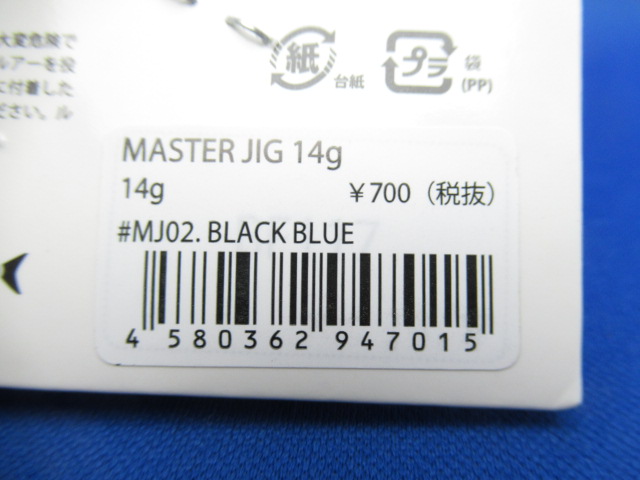 大変危険で
ルアーを投
に付着した
ださい。ル
紙
台紙
プラ
袋
(PP)
MASTER JIG 14g
14g ￥700（税抜）
#MJ02. BLACK BLUE
4 580362 947015